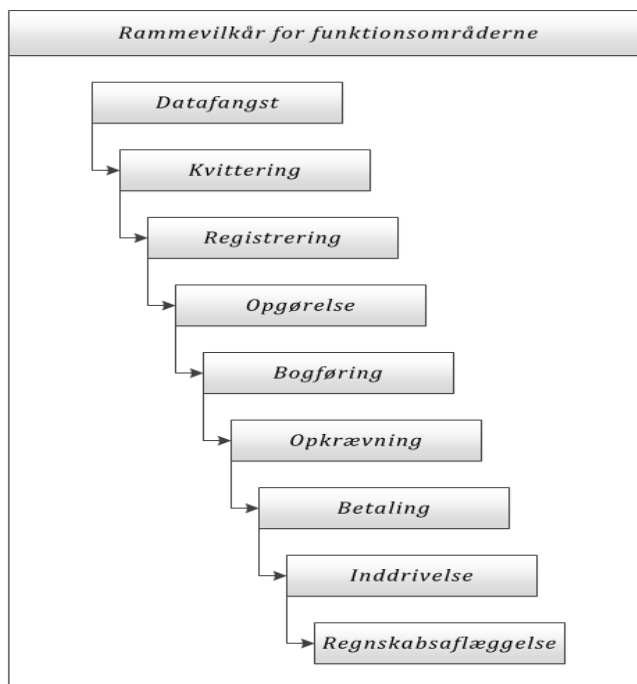 Rammevilkår for funktionsområderne
Datafangst
Kvittering
Registrering
Opgørelse
Bogføring
Opkrævning
Betaling
Inddrivelse
Regnskabsaflæggelse